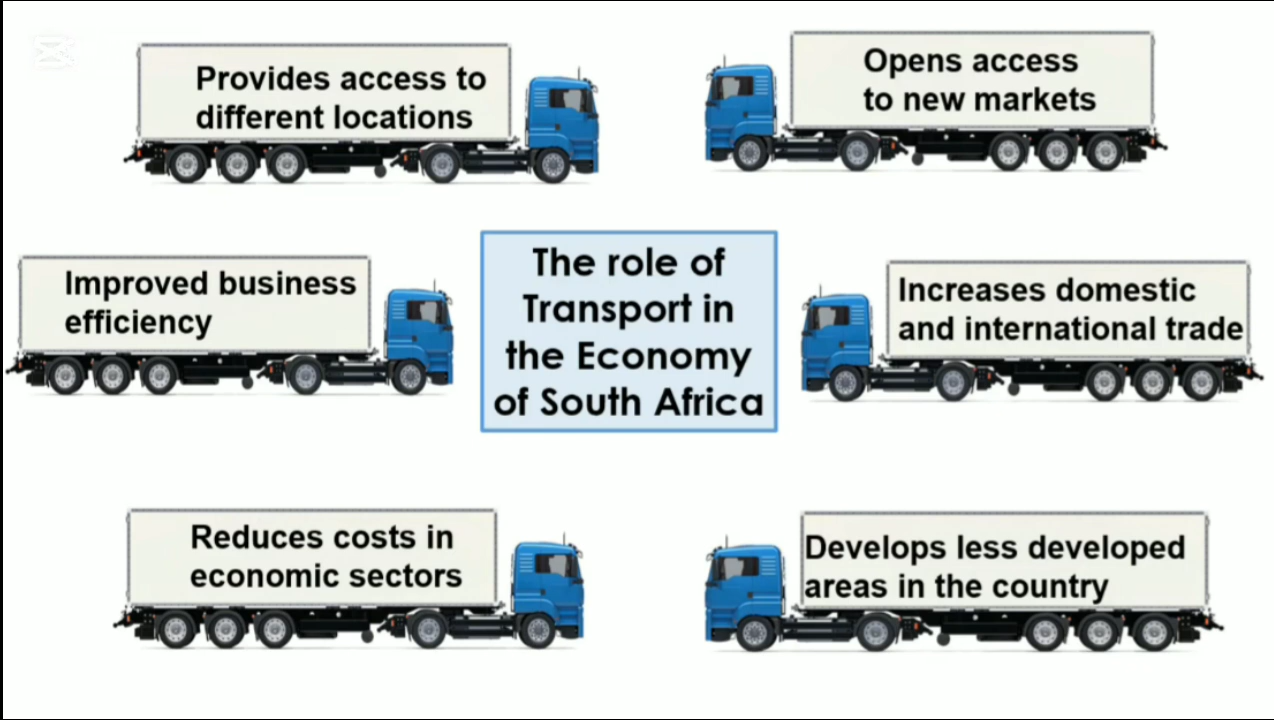 Provides access to
different locations
Opens access
to new markets
Improved business
efficiency
The role of
Transport in
the Economy
of South Africa
Increases domestic
and international trade
Reduces costs in
economic sectors
Develops less developed
areas in the country